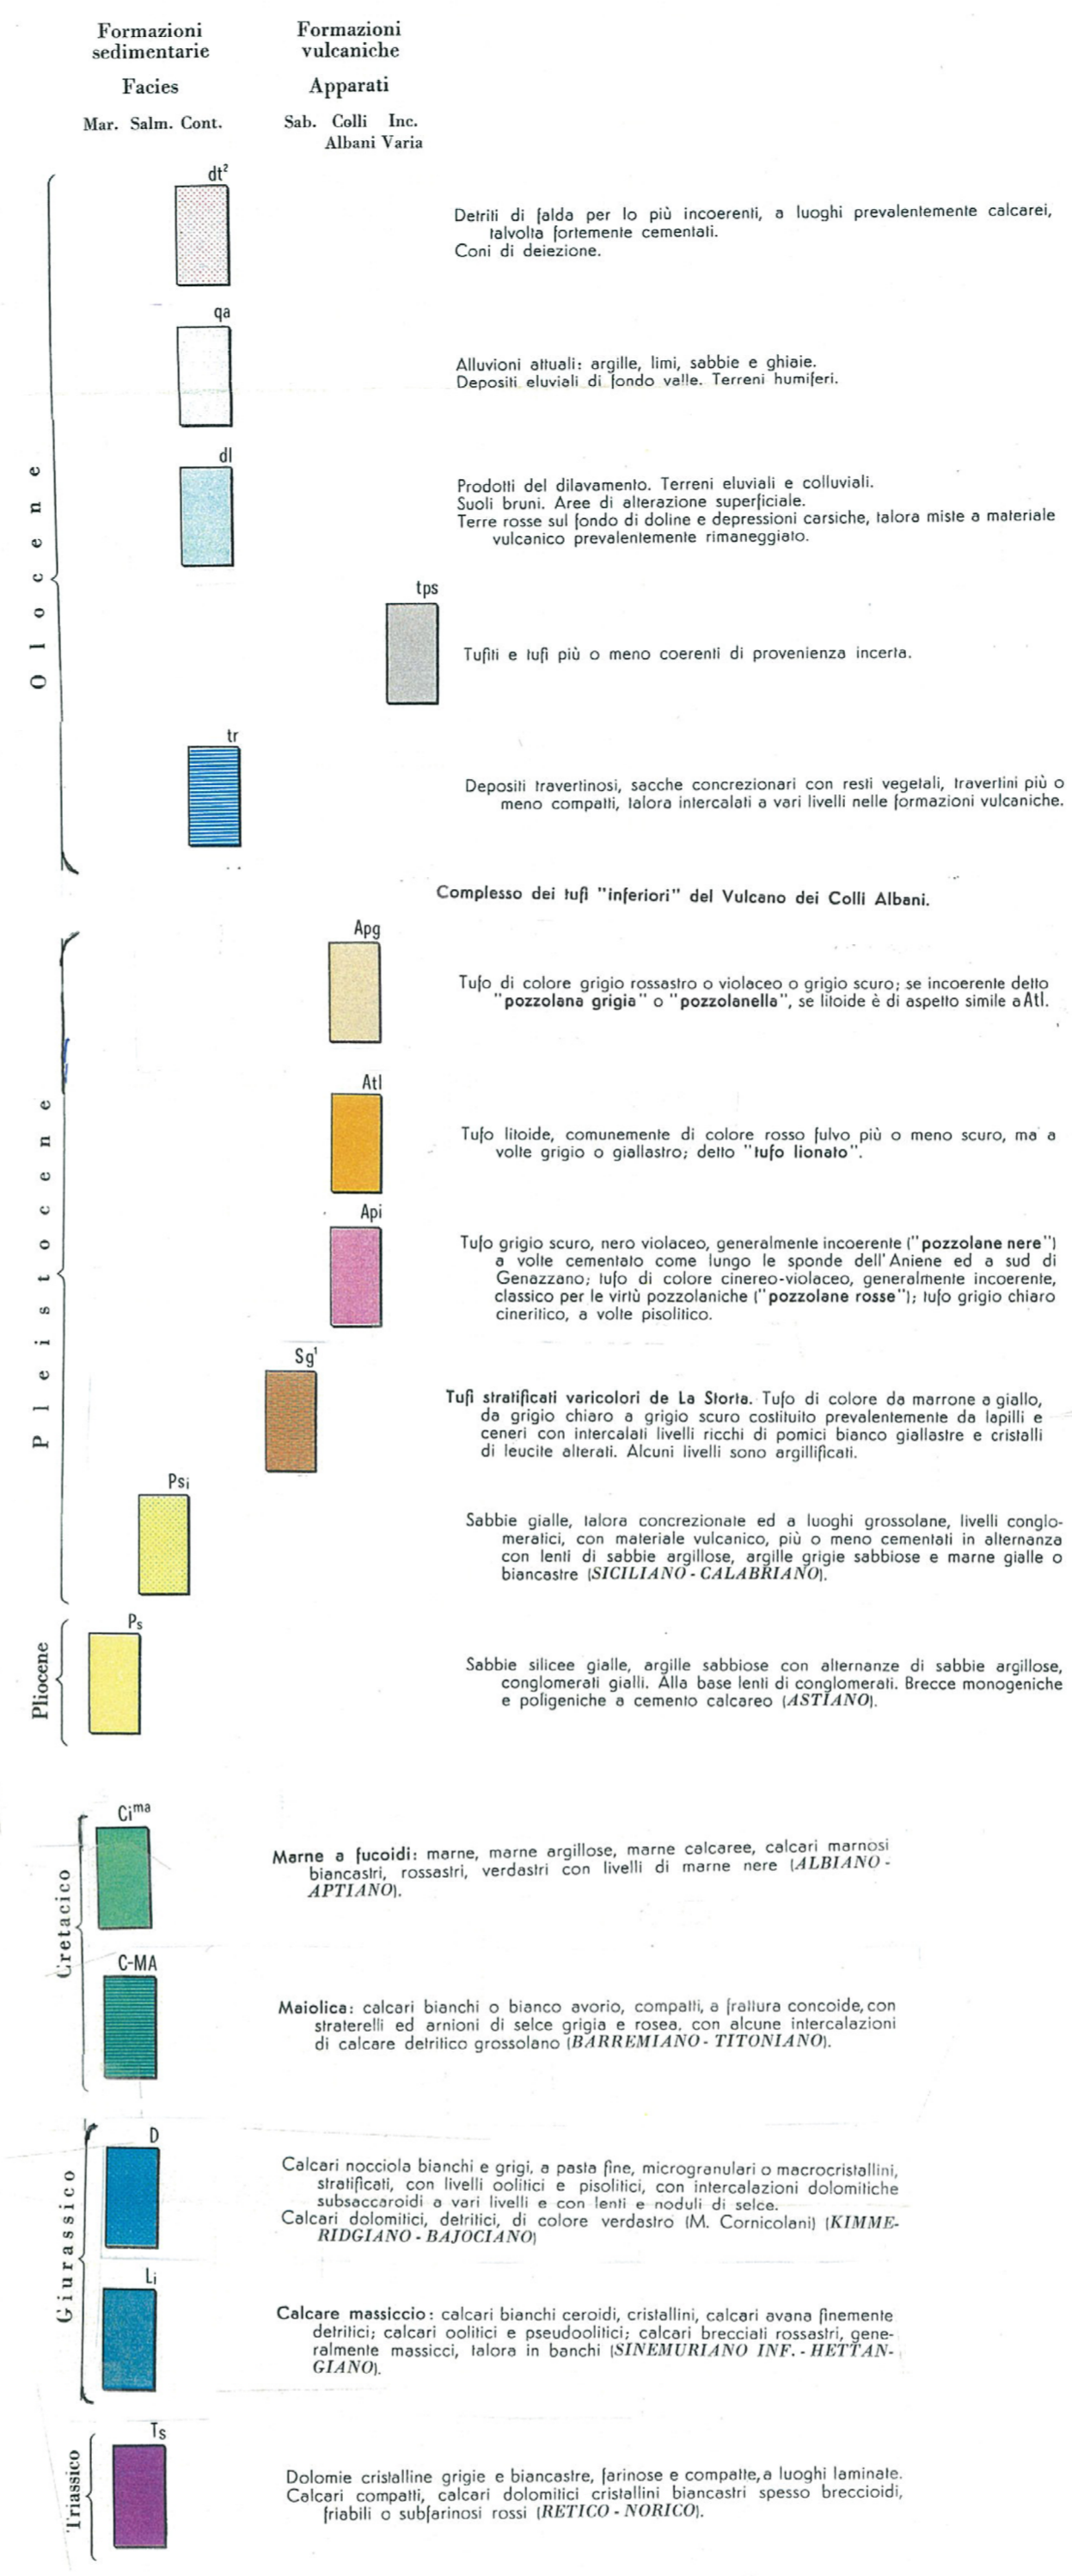 Formazioni sedimentarie
Formazioni vulcaniche
Facies
Apparati
Mar. Salm. Cont.
Sab. Colli Albani Inc. Varia
Olocene
dt²
Detriti di falda per lo più incoerenti, a luoghi prevalentemente calcarei,
talvolta fortemente cementati.
Coni di deiezione.
qa
Alluvioni attuali: argille, limi, sabbie e ghiaie.
Depositi eluviali di fondo valle. Terreni humiferi.
dl
Prodotti del dilavamento. Terreni eluviali e colluviali.
Suoli bruni. Aree di alterazione superficiale.
Terre rosse sul fondo di doline e depressioni carsiche, talora miste a materiale
vulcanico prevalentemente rimaneggiato.
tps
Tufiti e tufi più o meno coerenti di provenienza incerta.
tr
Depositi travertinosi, sacche concrezionari con resti vegetali, travertini più o
meno compatti, talora intercalati a vari livelli nelle formazioni vulcaniche.
Complesso dei tufi "inferiori" del Vulcano dei Colli Albani.
Pleistocene
Apg
Tufo di colore grigio rossastro o violaceo o grigio scuro; se incoerente detto
"pozzolana grigia" o "pozzolanella", se litoide è di aspetto simile a Atl.
Atl
Tufo litoide, comunemente di colore rosso fulvo più o meno scuro, ma a
volte grigio o giallastro; detto "tufo lionato".
Api
Tufo grigio scuro, nero violaceo, generalmente incoerente ("pozzolane nere")
a volte cementato come lungo le sponde dell'Aniene ed a sud di
Genazzano; tufo di colore cinereo-violaceo, generalmente incoerente,
classico per le virtù pozzolaniche ("pozzolane rosse"); tufo grigio chiaro
cineritico, a volte pisolitico.
Sg¹
Tufi stratificati varicolori de La Storta. Tufo di colore da marrone a giallo,
da grigio chiaro a grigio scuro costituito prevalentemente da lapilli e
ceneri con intercalati livelli ricchi di pomici bianco giallastre e cristalli
di leucite alterati. Alcuni livelli sono argillificati.
Psi
Sabbie gialle, talora concrezionate ed a luoghi grossolane, livelli conglo-
meratici, con materiale vulcanico, più o meno cementati in alternanza
con lenti di sabbie argillose, argille grigie sabbiose e marne gialle o
biancastre (SICILIANO - CALABRIANO).
Pliocene
Ps
Sabbie silicee gialle, argille sabbiose con alternanze di sabbie argillose,
conglomerati gialli. Alla base lenti di conglomerati. Brecce monogeniche
e poligeniche a cemento calcareo (ASTIANO).
Cretacico
Ciᵐᵃ
Marne a fucoidi: marne, marne argillose, marne calcaree, calcari marnosi
biancastri, rossastri, verdastri con livelli di marne nere (ALBIANO -
APTIANO).
C-MA
Maiolica: calcari bianchi o bianco avorio, compatti, a frattura concoide, con
straterelli ed arnioni di selce grigia e rosea, con alcune intercalazioni
di calcare detritico grossolano (BARREMIANO - TITONIANO).
Giurassico
D
Calcari nocciola bianchi e grigi, a pasta fine, microgranulari o macrocristallini,
stratificati, con livelli oolitici e pisolitici, con intercalazioni dolomitiche
subsaccaroidi a vari livelli e con lenti e noduli di selce.
Calcari dolomitici, detritici, di colore verdastro (M. Cornicolani) (KIMME-
RIDGIANO - BAJOCIANO)
Li
Calcare massiccio: calcari bianchi ceroidi, cristallini, calcari avana finemente
detritici; calcari oolitici e pseudoolitici; calcari brecciati rossastri, gene-
ralmente massicci, talora in banchi (SINEMURIANO INF. - HETTAN-
GIANO).
Triassico
Ts
Dolomie cristalline grigie e biancastre, farinose e compatte, a luoghi laminate.
Calcari compatti, calcari dolomitici cristallini biancastri spesso breccioidi,
friabili o subfarinosi rossi (RETICO - NORICO).